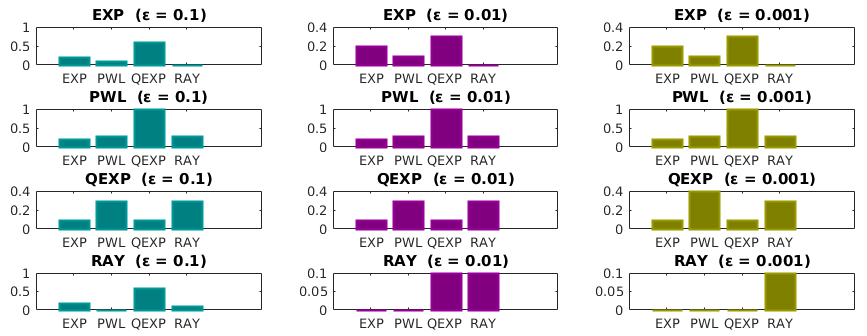 EXP (ε = 0.1)
1
0.5
0
EXP PWL QEXP RAY
EXP (ε = 0.01)
0.4
0.2
0
EXP PWL QEXP RAY
EXP (ε = 0.001)
0.4
0.2
0
EXP PWL QEXP RAY
PWL (ε = 0.1)
1
0.5
0
EXP PWL QEXP RAY
PWL (ε = 0.01)
1
0.5
0
EXP PWL QEXP RAY
PWL (ε = 0.001)
1
0.5
0
EXP PWL QEXP RAY
QEXP (ε = 0.1)
0.4
0.2
0
EXP PWL QEXP RAY
QEXP (ε = 0.01)
0.4
0.2
0
EXP PWL QEXP RAY
QEXP (ε = 0.001)
0.4
0.2
0
EXP PWL QEXP RAY
RAY (ε = 0.1)
1
0.5
0
EXP PWL QEXP RAY
RAY (ε = 0.01)
0.1
0.05
0
EXP PWL QEXP RAY
RAY (ε = 0.001)
0.1
0.05
0
EXP PWL QEXP RAY